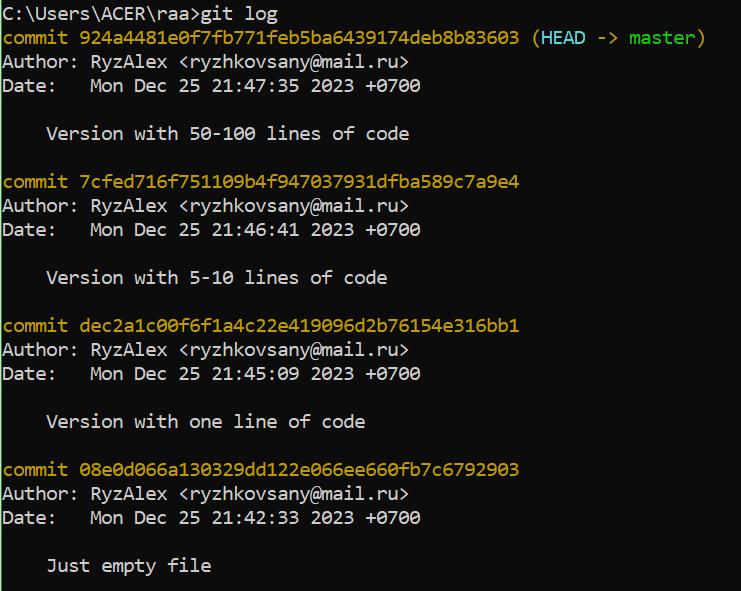 C:\Users\ACER\raa>git log
commit 924a4481e0f7fb771feb5ba6439174deb8b83603 (HEAD -> master)
Author: RyzAlex <ryzhkovsany@mail.ru>
Date:   Mon Dec 25 21:47:35 2023 +0700
    Version with 50-100 lines of code
commit 7cfed716f751109b4f947037931dfba589c7a9e4
Author: RyzAlex <ryzhkovsany@mail.ru>
Date:   Mon Dec 25 21:46:41 2023 +0700
    Version with 5-10 lines of code
commit dec2a1c00f6f1a4c22e419096d2b76154e316bb1
Author: RyzAlex <ryzhkovsany@mail.ru>
Date:   Mon Dec 25 21:45:09 2023 +0700
    Version with one line of code
commit 08e0d066a130329dd122e066ee660fb7c6792903
Author: RyzAlex <ryzhkovsany@mail.ru>
Date:   Mon Dec 25 21:42:33 2023 +0700
    Just empty file